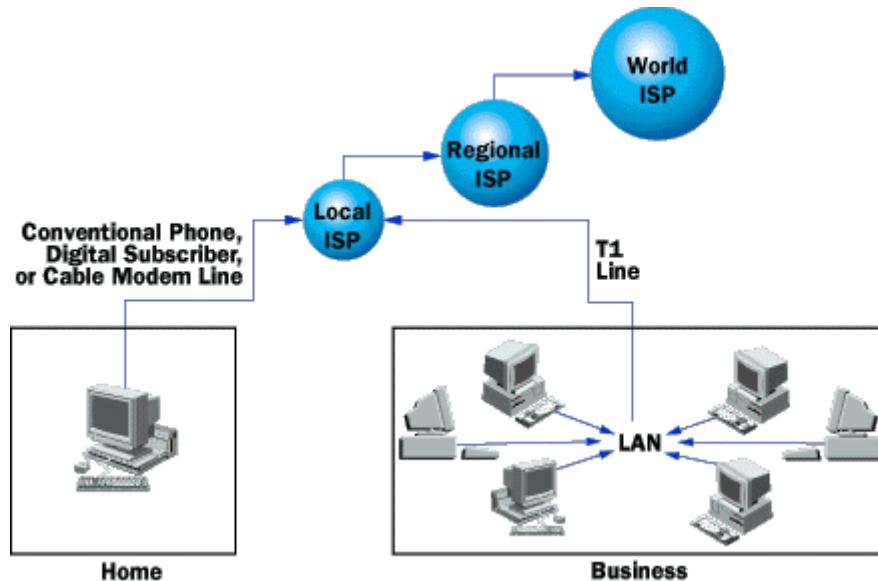 World
ISP
Regional
ISP
Local
ISP
Conventional Phone,
Digital Subscriber,
or Cable Modem Line
T1
Line
LAN
Home
Business